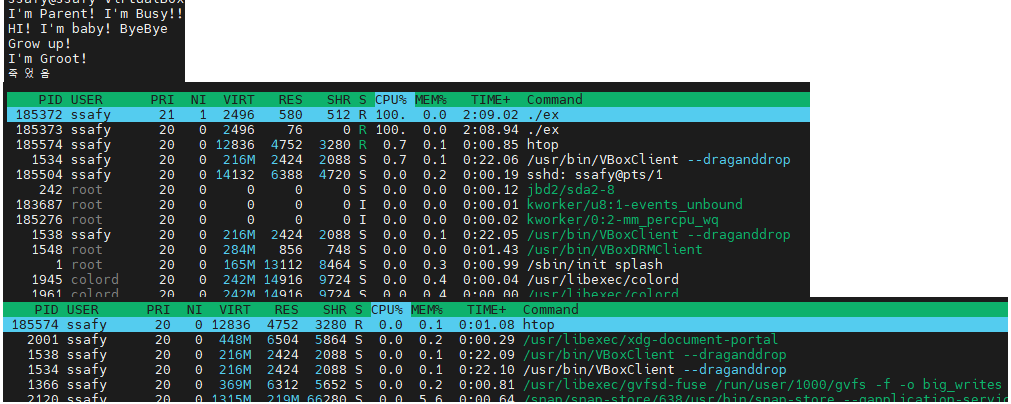 ssafy@ssafy-VirtualBox
I'm Parent! I'm Busy!!
HI! I'm baby! ByeBye
Grow up!
I'm Groot!
죽었음
PID USER PRI NI VIRT RES SHR S CPU% MEM% TIME+ Command
185372 ssafy 21 1 2496 580 512 R 100. 0.0 2:09.02 ./ex
185373 ssafy 20 0 2496 76 0 R 100. 0.0 2:08.94 ./ex
185574 ssafy 20 0 12836 4752 3280 R 0.7 0.1 0:00.85 htop
1534 ssafy 20 0 216M 2424 2088 S 0.7 0.1 0:22.06 /usr/bin/VBoxClient --draganddrop
185504 ssafy 20 0 14132 6388 4720 S 0.0 0.2 0:00.19 sshd: ssafy@pts/1
242 root 20 0 0 0 0 S 0.0 0.0 0:00.12 jbd2/sda2-8
183687 root 20 0 0 0 0 I 0.0 0.0 0:00.01 kworker/u8:1-events_unbound
185276 root 20 0 0 0 0 I 0.0 0.0 0:00.02 kworker/0:2-mm_percpu_wq
1538 ssafy 20 0 216M 2424 2088 S 0.0 0.1 0:22.05 /usr/bin/VBoxClient --draganddrop
1548 root 20 0 284M 856 748 S 0.0 0.0 0:01.43 /usr/bin/VBoxDRMClient
1 root 20 0 165M 13112 8464 S 0.0 0.3 0:00.99 /sbin/init splash
1945 colord 20 0 242M 14916 9724 S 0.0 0.4 0:00.04 /usr/libexec/colord
1961 colord 20 0 242M 14916 9724 S 0.0 0.4 0:00.00 /usr/libexec/colord
PID USER PRI NI VIRT RES SHR S CPU% MEM% TIME+ Command
185574 ssafy 20 0 12836 4752 3280 R 0.0 0.1 0:01.08 htop
2001 ssafy 20 0 448M 6504 5864 S 0.0 0.2 0:00.29 /usr/libexec/xdg-document-portal
1538 ssafy 20 0 216M 2424 2088 S 0.0 0.1 0:22.09 /usr/bin/VBoxClient --draganddrop
1534 ssafy 20 0 216M 2424 2088 S 0.0 0.1 0:22.10 /usr/bin/VBoxClient --draganddrop
1366 ssafy 20 0 369M 6312 5652 S 0.0 0.2 0:00.81 /usr/libexec/gvfsd-fuse /run/user/1000/gvfs -f -o big_writes
2120 ssafy 20 0 1315M 219M 66280 S 0.0 5.6 0:00.64 /snap/snap-store/638/usr/bin/snap-store --gapplication-servic